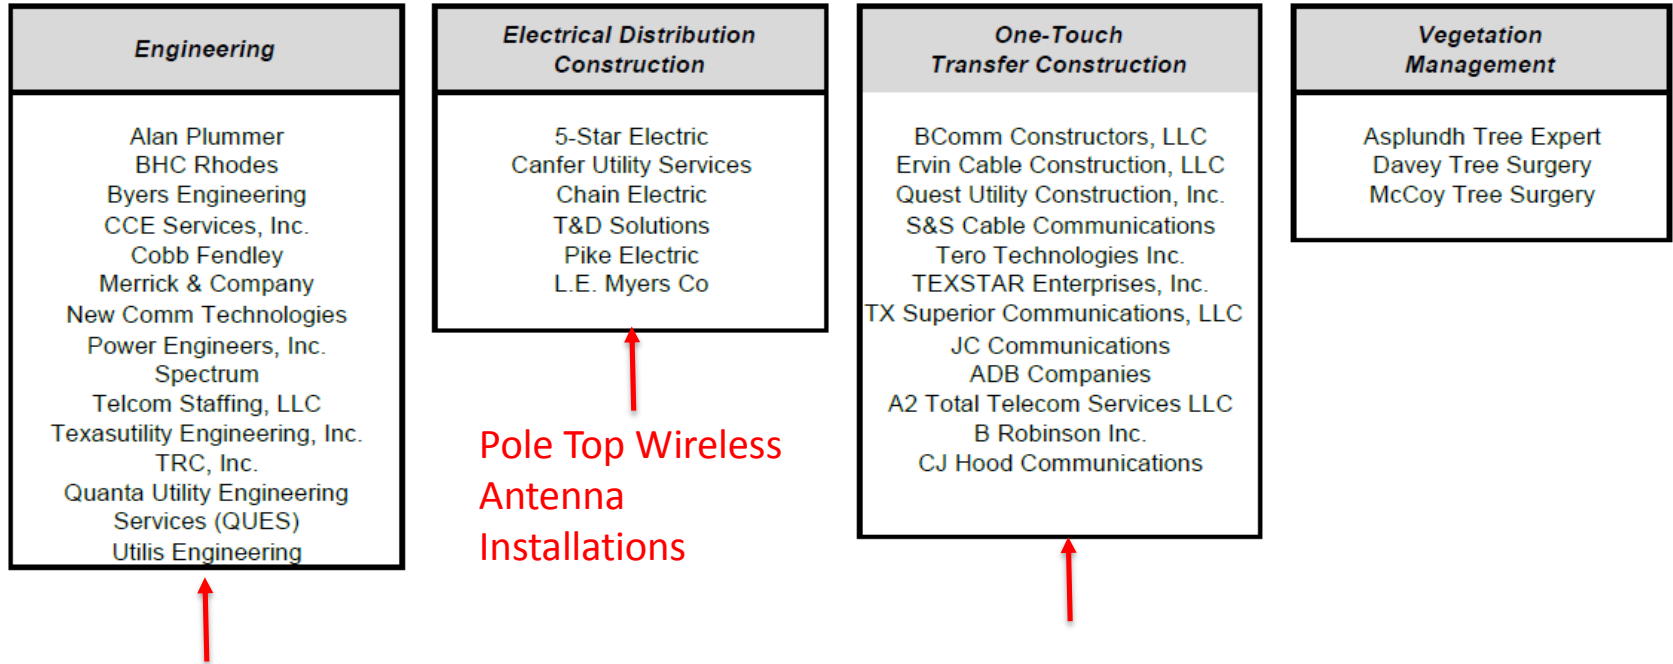 Engineering
Alan Plummer
BHC Rhodes
Byers Engineering
CCE Services, Inc.
Cobb Fendley
Merrick & Company
New Comm Technologies
Power Engineers, Inc.
Spectrum
Telcom Staffing, LLC
Texasutility Engineering, Inc.
TRC, Inc.
Quanta Utility Engineering
Services (QUES)
Utilis Engineering
Electrical Distribution
Construction
5-Star Electric
Canfer Utility Services
Chain Electric
T&D Solutions
Pike Electric
L.E. Myers Co
Pole Top Wireless
Antenna
Installations
One-Touch
Transfer Construction
BComm Constructors, LLC
Ervin Cable Construction, LLC
Quest Utility Construction, Inc.
S&S Cable Communications
Tero Technologies Inc.
TEXSTAR Enterprises, Inc.
TX Superior Communications, LLC
JC Communications
ADB Companies
A2 Total Telecom Services LLC
B Robinson Inc.
CJ Hood Communications
Vegetation
Management
Asplundh Tree Expert
Davey Tree Surgery
McCoy Tree Surgery